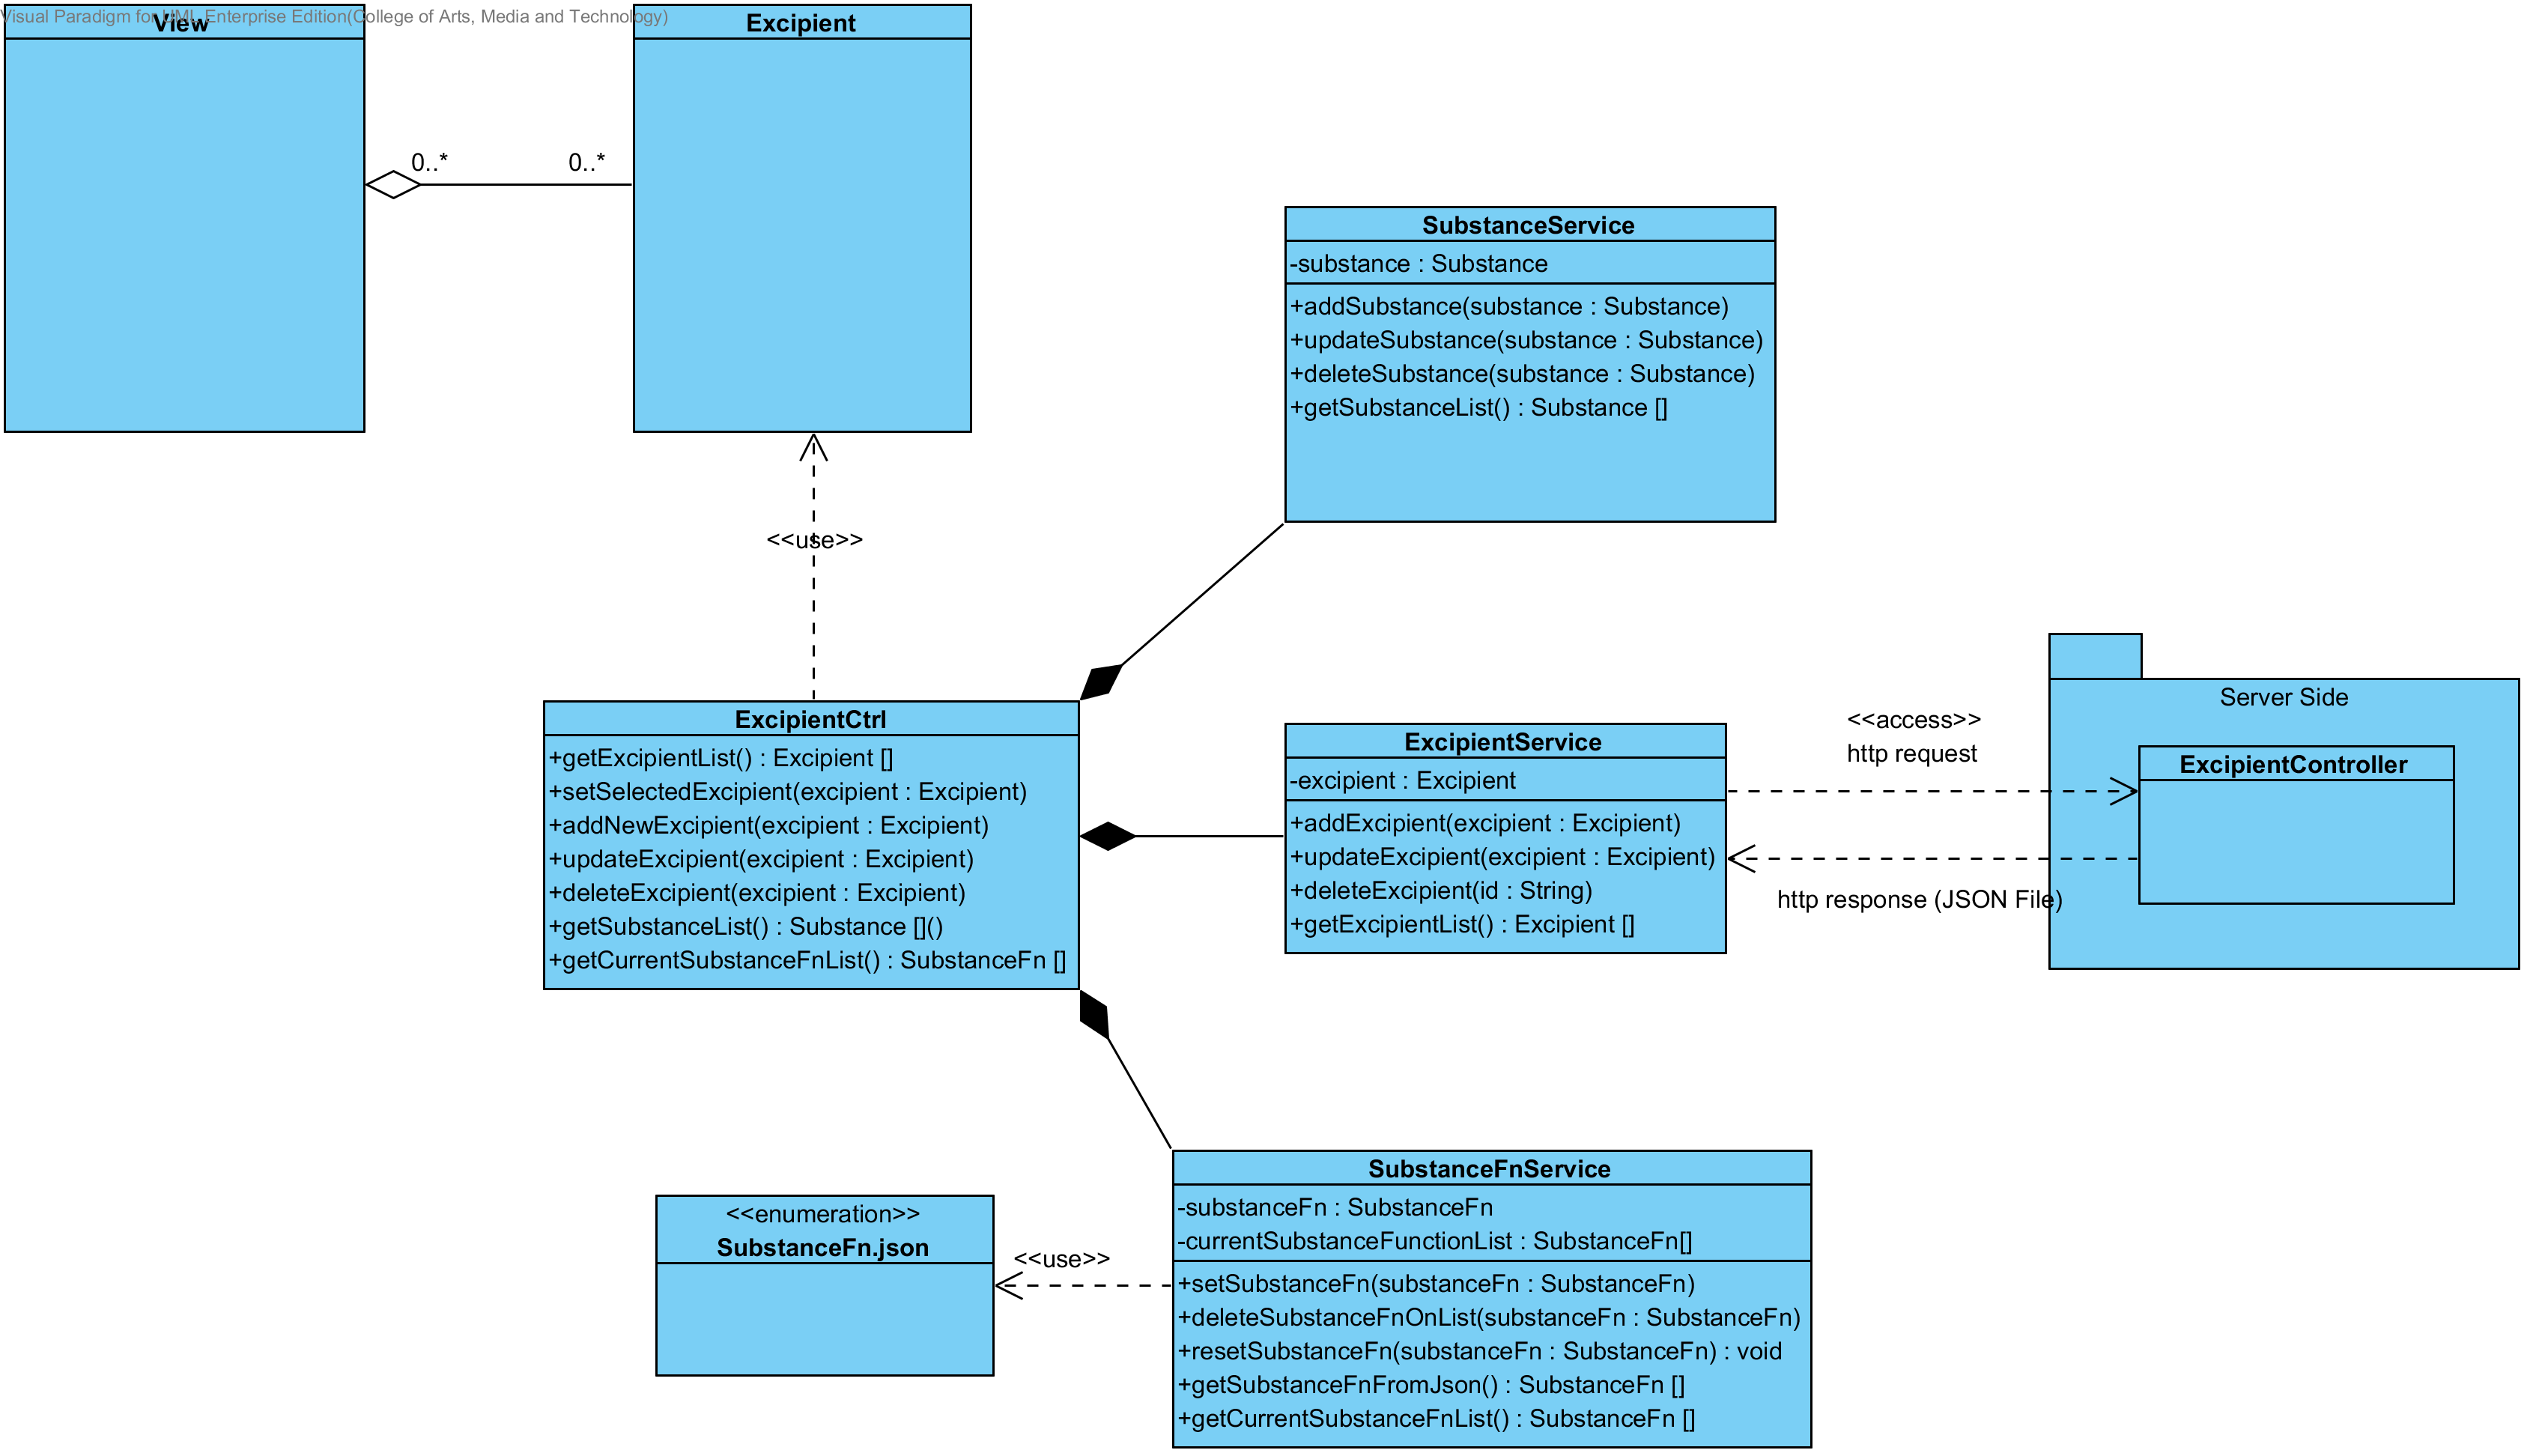 Visual Paradigm for UML Enterprise Edition(College of Arts, Media and Technology)
View
Excipient
0..*
0..*
SubstanceService
-substance : Substance
+addSubstance(substance : Substance)
+updateSubstance(substance : Substance)
+deleteSubstance(substance : Substance)
+getSubstanceList() : Substance []
<<use>>
ExcipientCtrl
+getExcipientList() : Excipient []
+setSelectedExcipient(excipient : Excipient)
+addNewExcipient(excipient : Excipient)
+updateExcipient(excipient : Excipient)
+deleteExcipient(excipient : Excipient)
+getSubstanceList() : Substance []()
+getCurrentSubstanceFnList() : SubstanceFn []
ExcipientService
-excipient : Excipient
+addExcipient(excipient : Excipient)
+updateExcipient(excipient : Excipient)
+deleteExcipient(id : String)
+getExcipientList() : Excipient []
<<access>>
http request
http response (JSON File)
Server Side
ExcipientController
<<enumeration>>
SubstanceFn.json
<<use>>
SubstanceFnService
-substanceFn : SubstanceFn
-currentSubstanceFunctionList : SubstanceFn[]
+setSubstanceFn(substanceFn : SubstanceFn)
+deleteSubstanceFnOnList(substanceFn : SubstanceFn)
+resetSubstanceFn(substanceFn : SubstanceFn) : void
+getSubstanceFnFromJson() : SubstanceFn []
+getCurrentSubstanceFnList() : SubstanceFn []